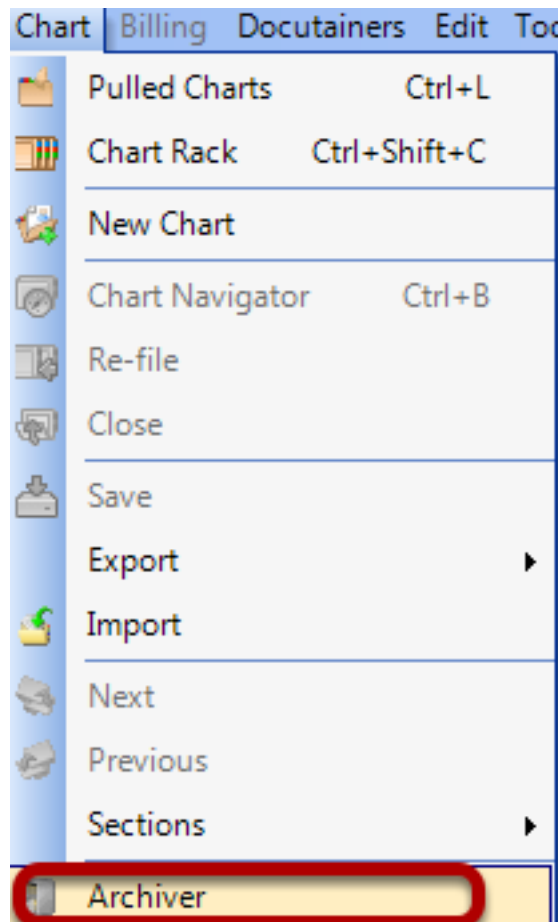 Chart Billing Docutainers Edit
Pulled Charts Ctrl+L
Chart Rack Ctrl+Shift+C
New Chart
Chart Navigator Ctrl+B
Re-file
Close
Save
Export
Import
Next
Previous
Sections
Archiver